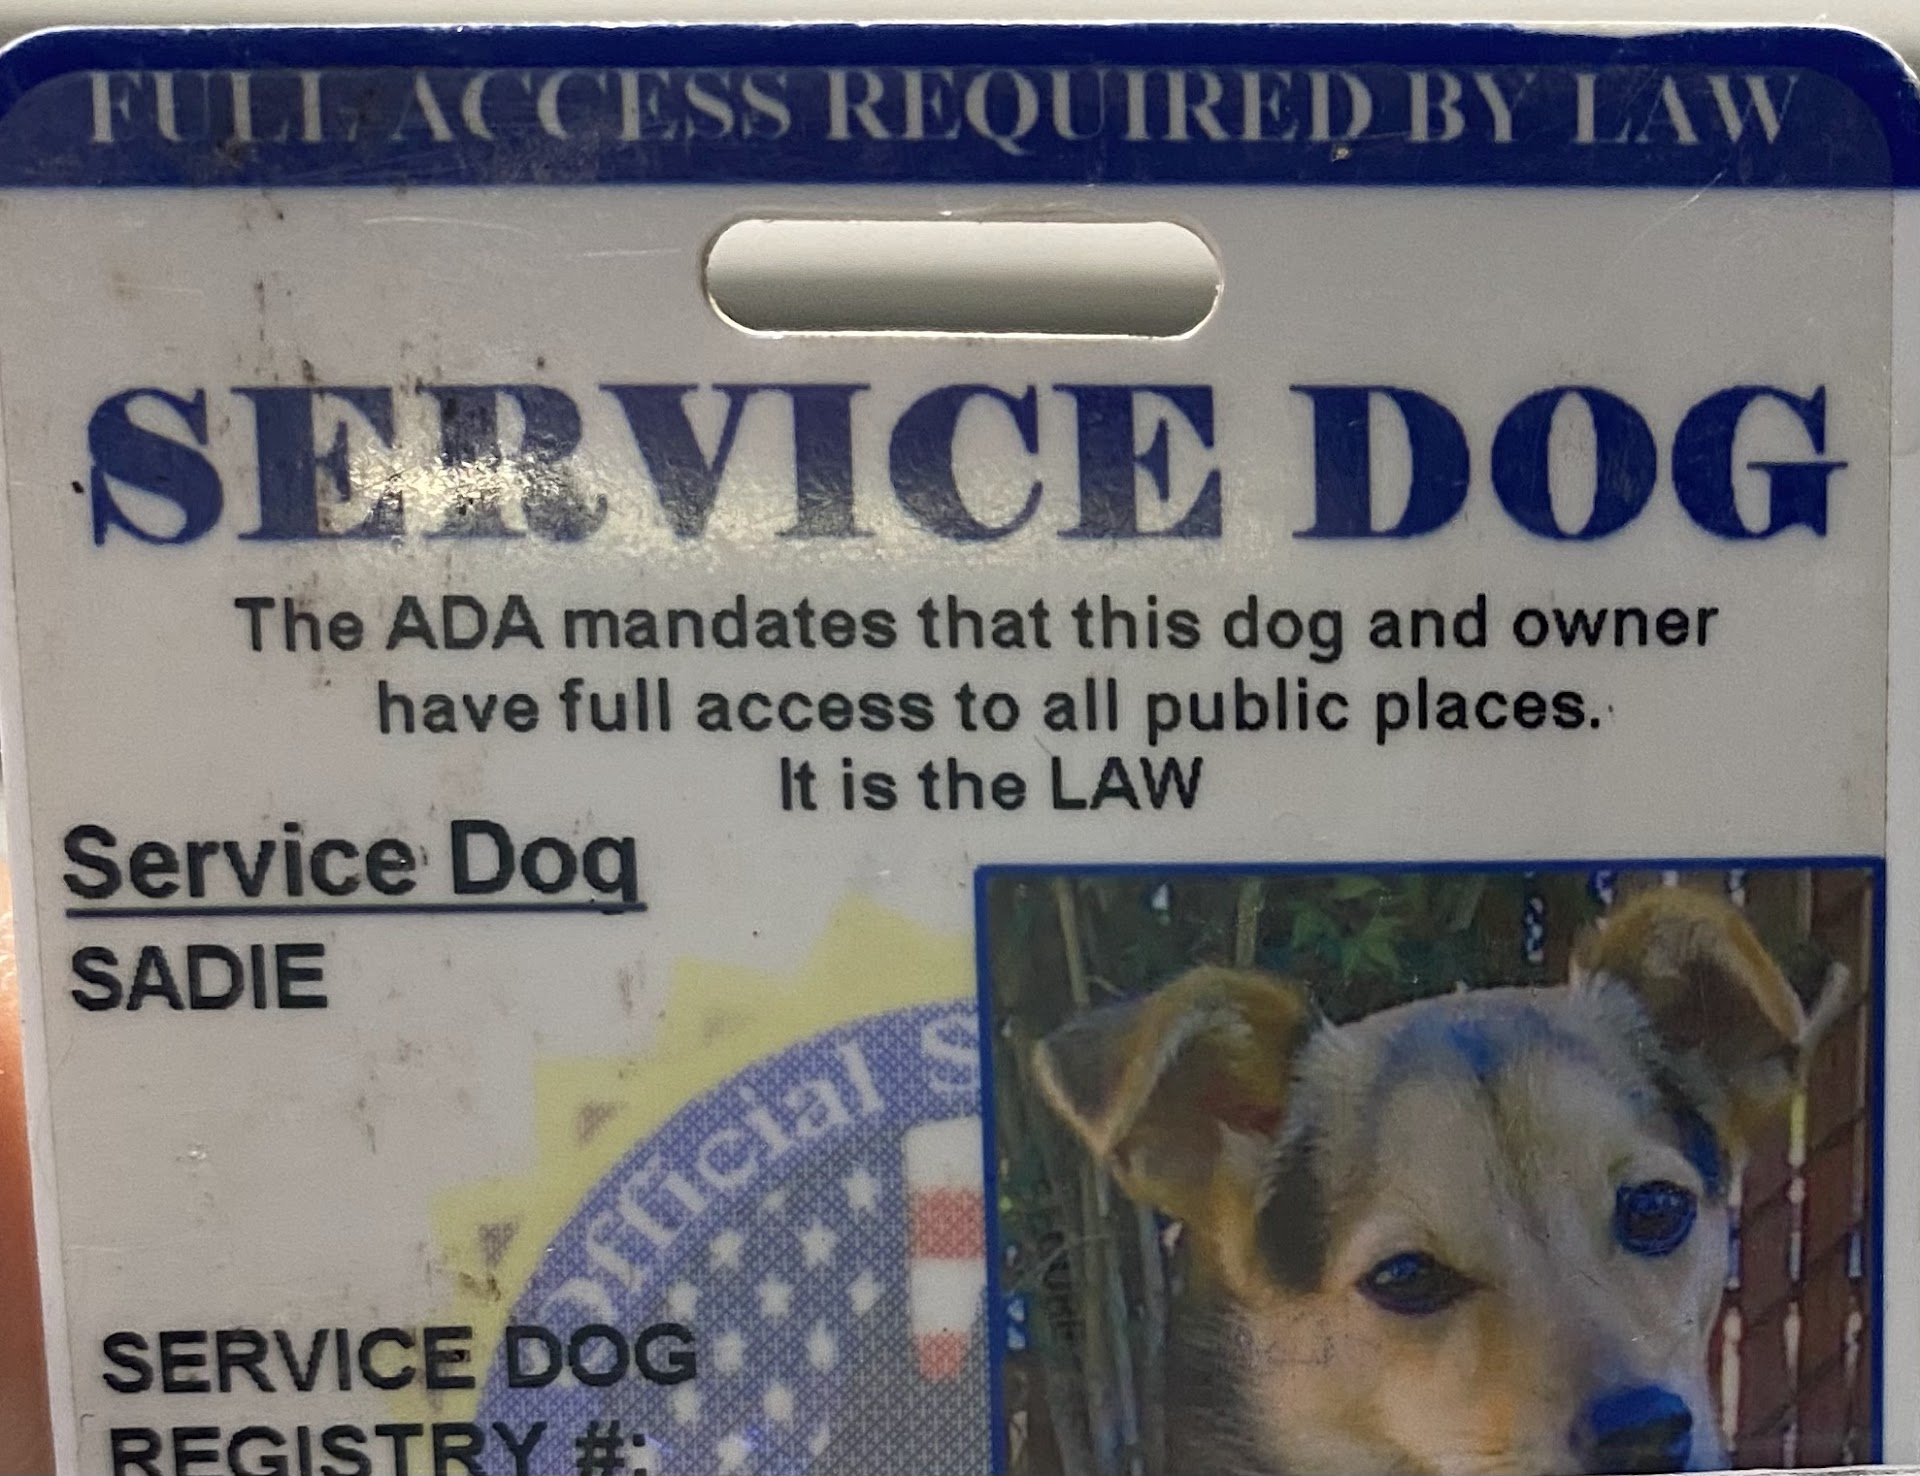 FULL ACCESS REQUIRED BY LAW
SERVICE DOG
The ADA mandates that this dog and owner
have full access to all public places.
It is the LAW
Service Dog
SADIE
Official S
SERVICE DOG
REGISTRY #: